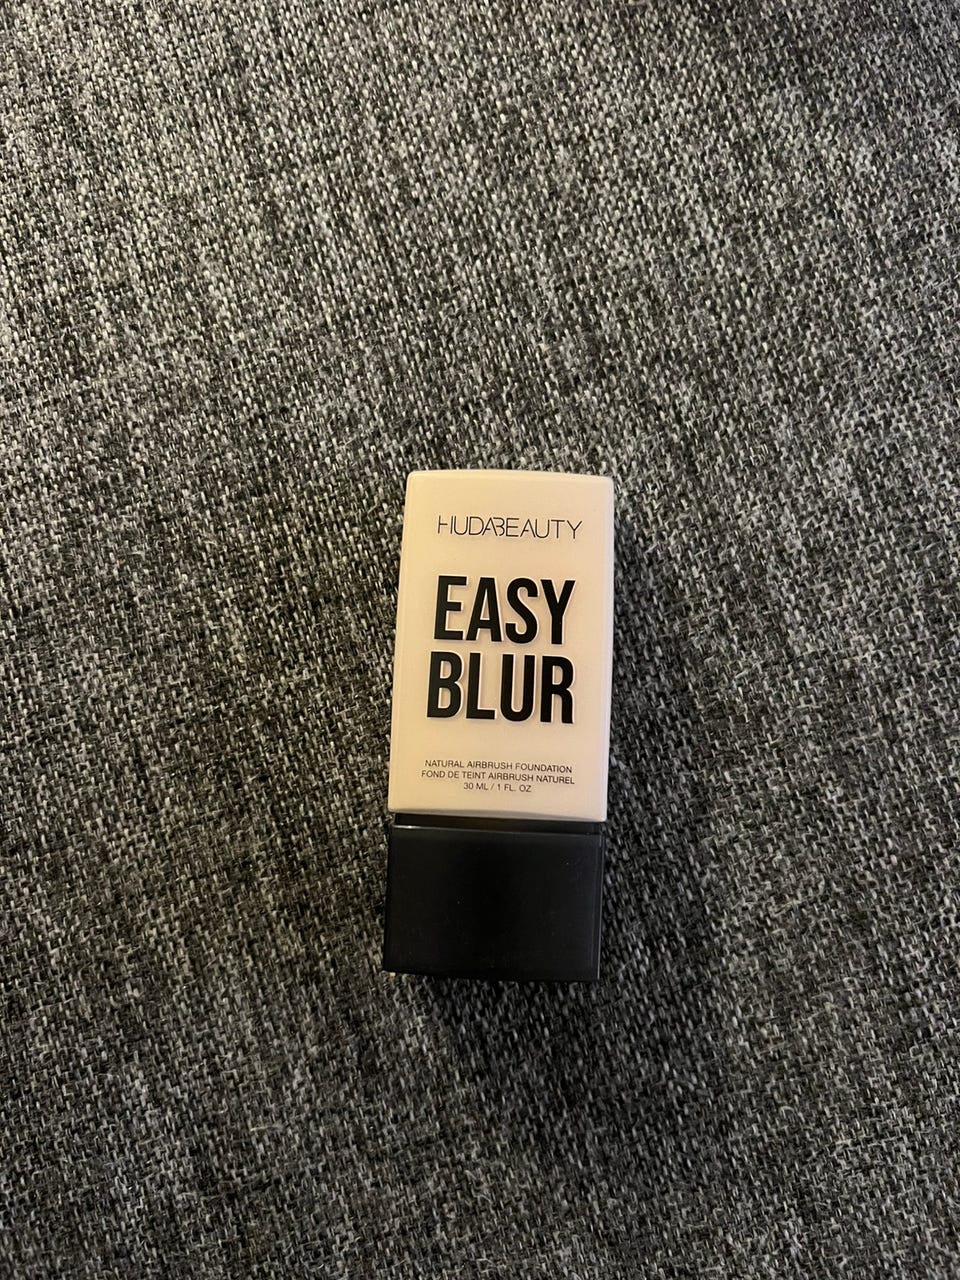 HUDABEAUTY
EASY
BLUR
NATURAL AIRBRUSH FOUNDATION
FOND DE TEINT AIRBRUSH NATUREL
30 ML / 1 FL. OZ